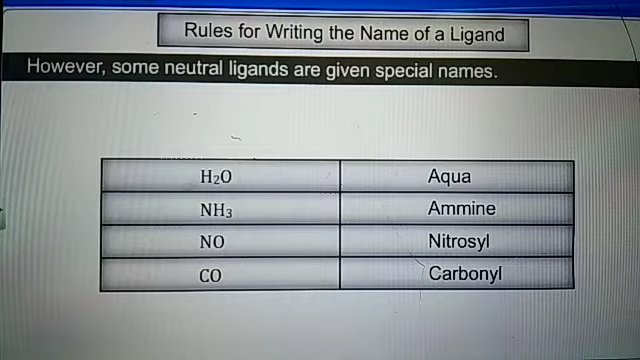 Rules for Writing the Name of a Ligand
However, some neutral ligands are given special names.
H₂O Aqua
NH₃ Ammine
NO Nitrosyl
CO Carbonyl